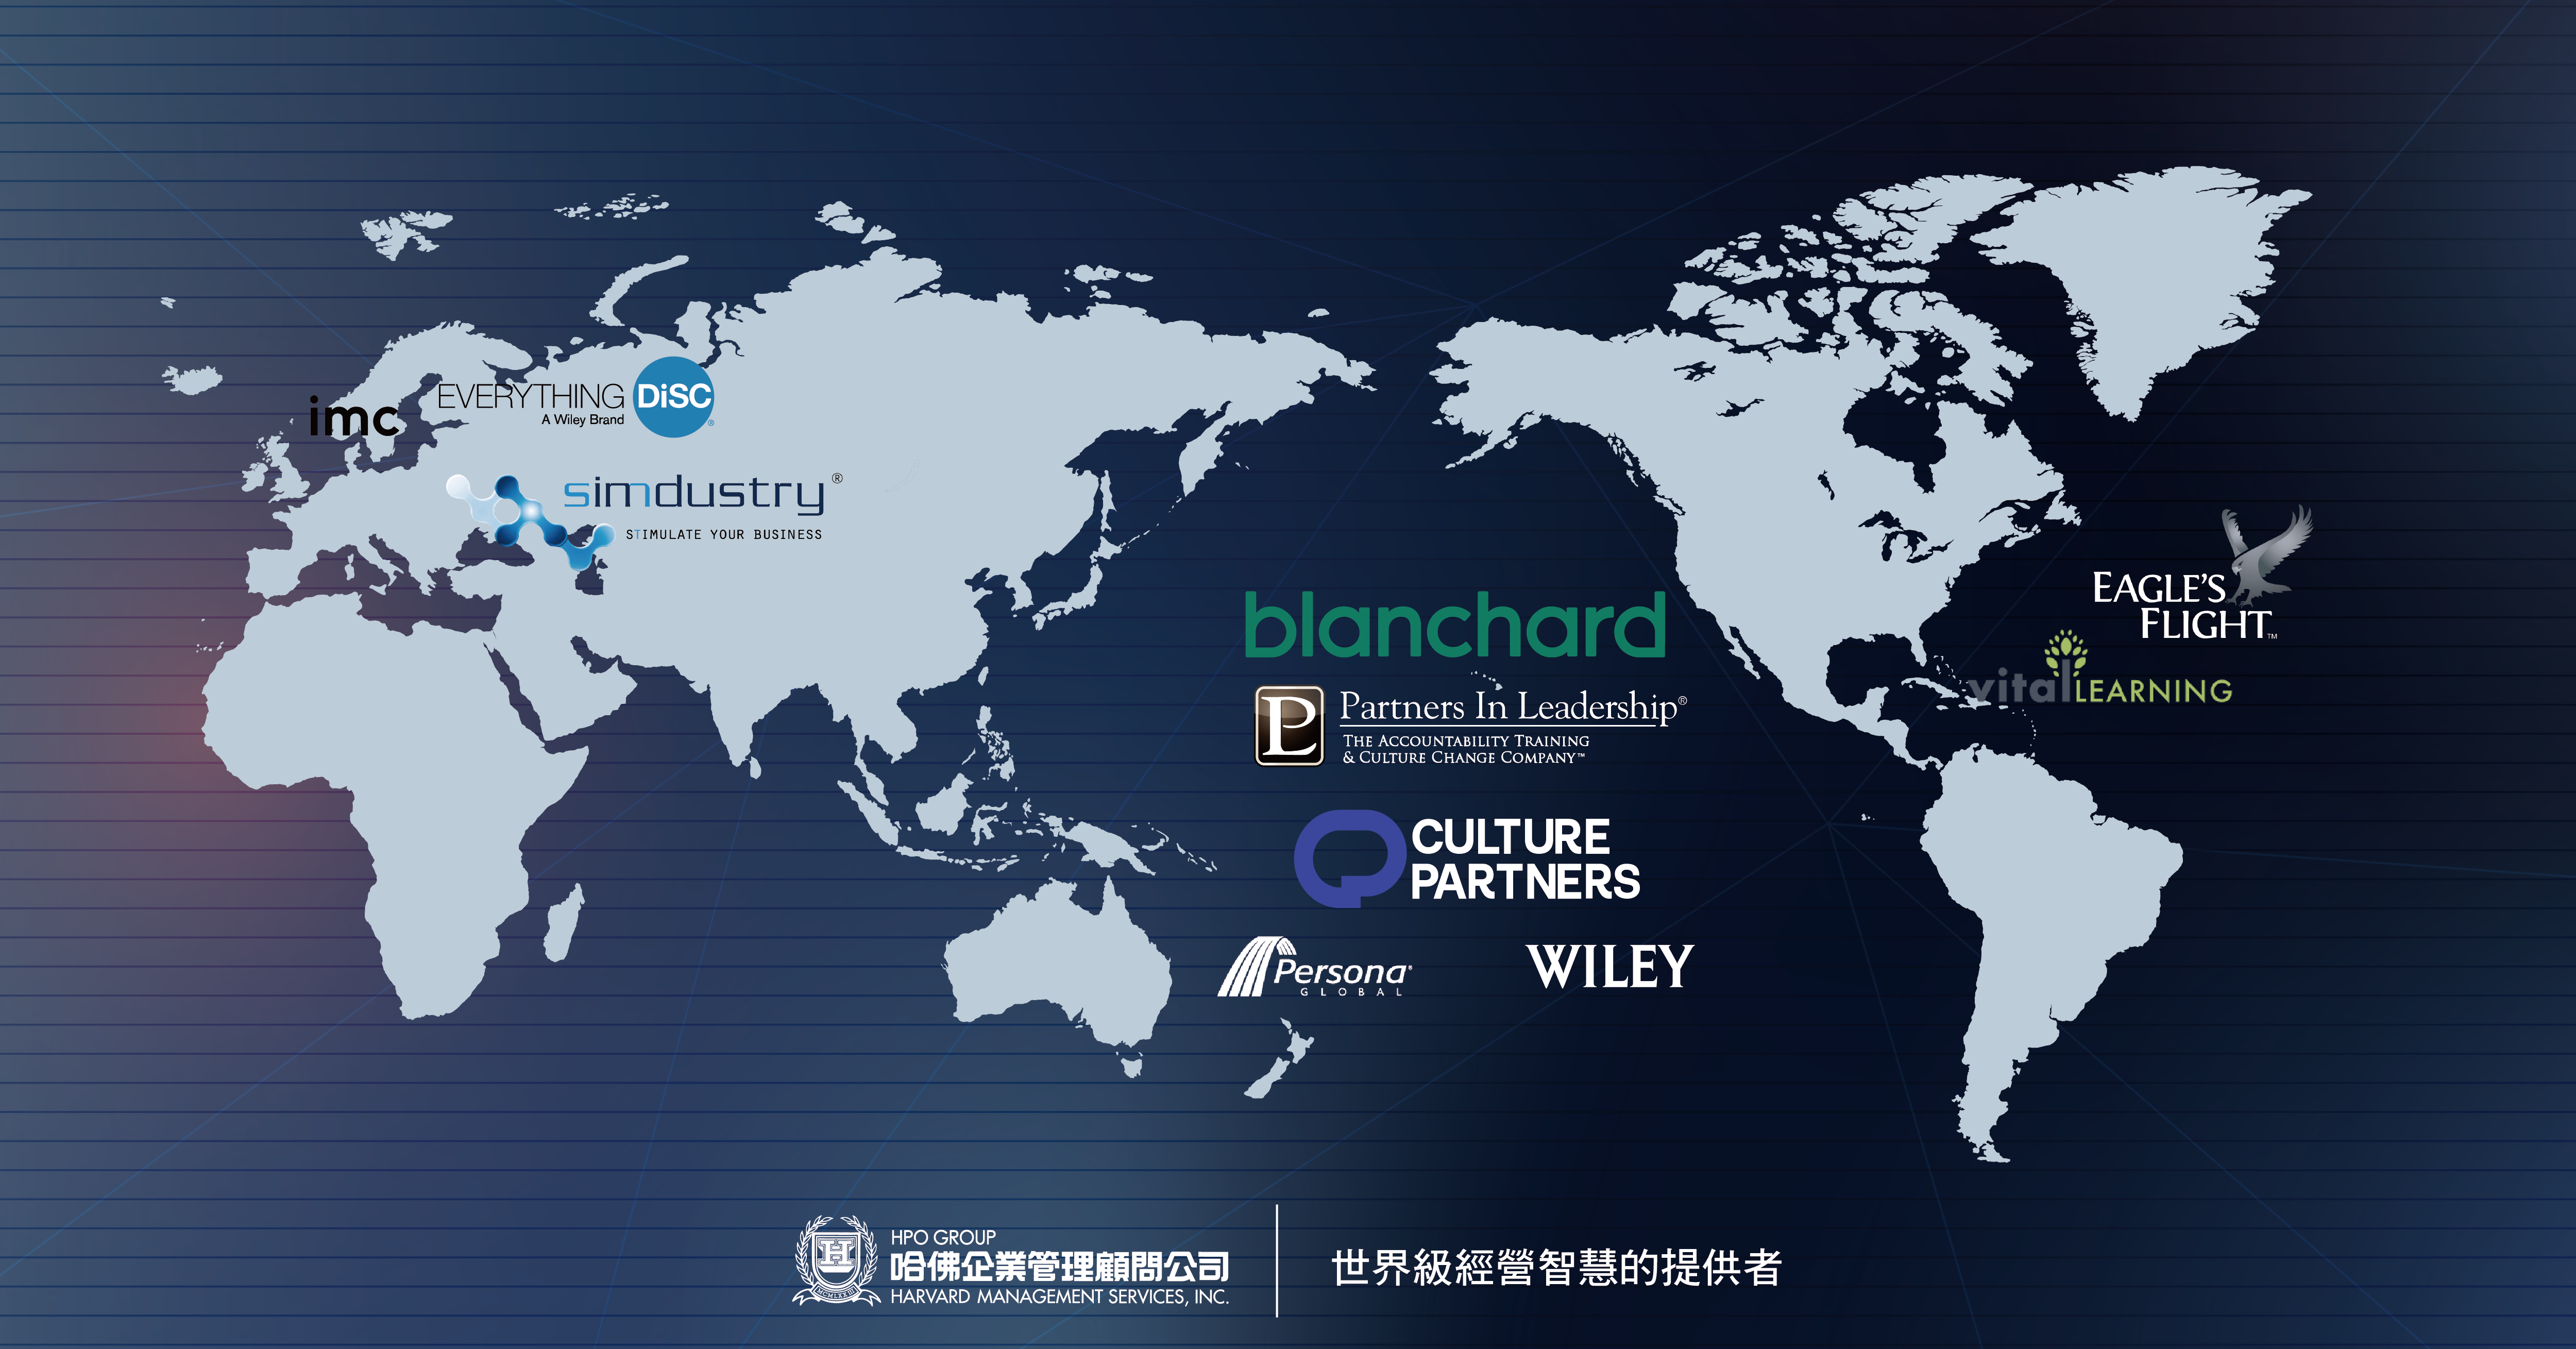 imc
EVERYTHING DiSC®
A Wiley Brand
simdustry®
STIMULATE YOUR BUSINESS
blanchard
Partners In Leadership®
THE ACCOUNTABILITY TRAINING
& CULTURE CHANGE COMPANY™
CULTURE
PARTNERS
Persona®
GLOBAL
WILEY
EAGLE'S
FLIGHT™
vital LEARNING
H
HPO GROUP
哈佛企業管理顧問公司
HARVARD MANAGEMENT SERVICES, INC.
世界級經營智慧的提供者